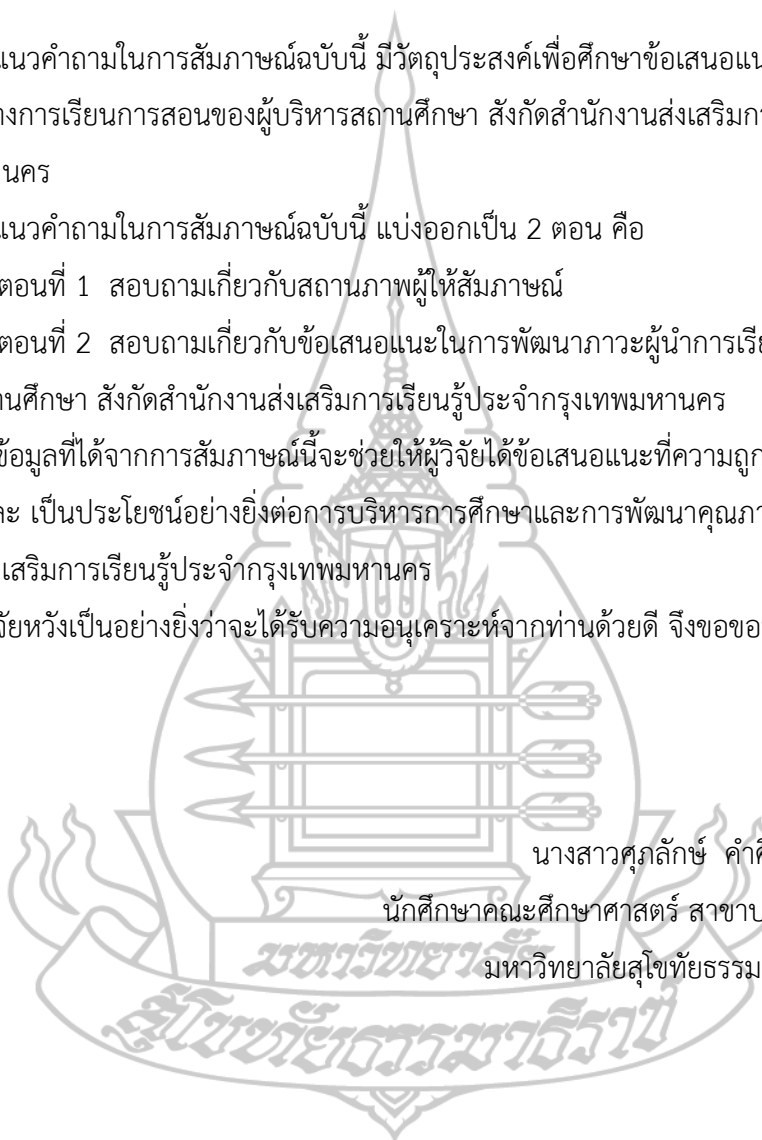 แนวคำถามในการสัมภาษณ์ฉบับนี้ มีวัตถุประสงค์เพื่อศึกษาข้อเสนอแน
างการเรียนการสอนของผู้บริหารสถานศึกษา สังกัดสำนักงานส่งเสริมก
นคร
แนวคำถามในการสัมภาษณ์ฉบับนี้ แบ่งออกเป็น 2 ตอน คือ
ตอนที่ 1 สอบถามเกี่ยวกับสถานภาพผู้ให้สัมภาษณ์
ตอนที่ 2 สอบถามเกี่ยวกับข้อเสนอแนะในการพัฒนาภาวะผู้นำการเรี
านศึกษา สังกัดสำนักงานส่งเสริมการเรียนรู้ประจำกรุงเทพมหานคร
ข้อมูลที่ได้จากการสัมภาษณ์นี้จะช่วยให้ผู้วิจัยได้ข้อเสนอแนะที่ความถูก
ละ เป็นประโยชน์อย่างยิ่งต่อการบริหารการศึกษาและการพัฒนาคุณภา
เสริมการเรียนรู้ประจำกรุงเทพมหานคร
จัยหวังเป็นอย่างยิ่งว่าจะได้รับความอนุเคราะห์จากท่านด้วยดี จึงขอขอ
นางสาวศุภลักษ์ คำศ
นักศึกษาคณะศึกษาศาสตร์ สาขาบ
มหาวิทยาลัยสุโขทัยธรรม
มหาวิทยาลัย
สุโขทัยธรรมาธิราช